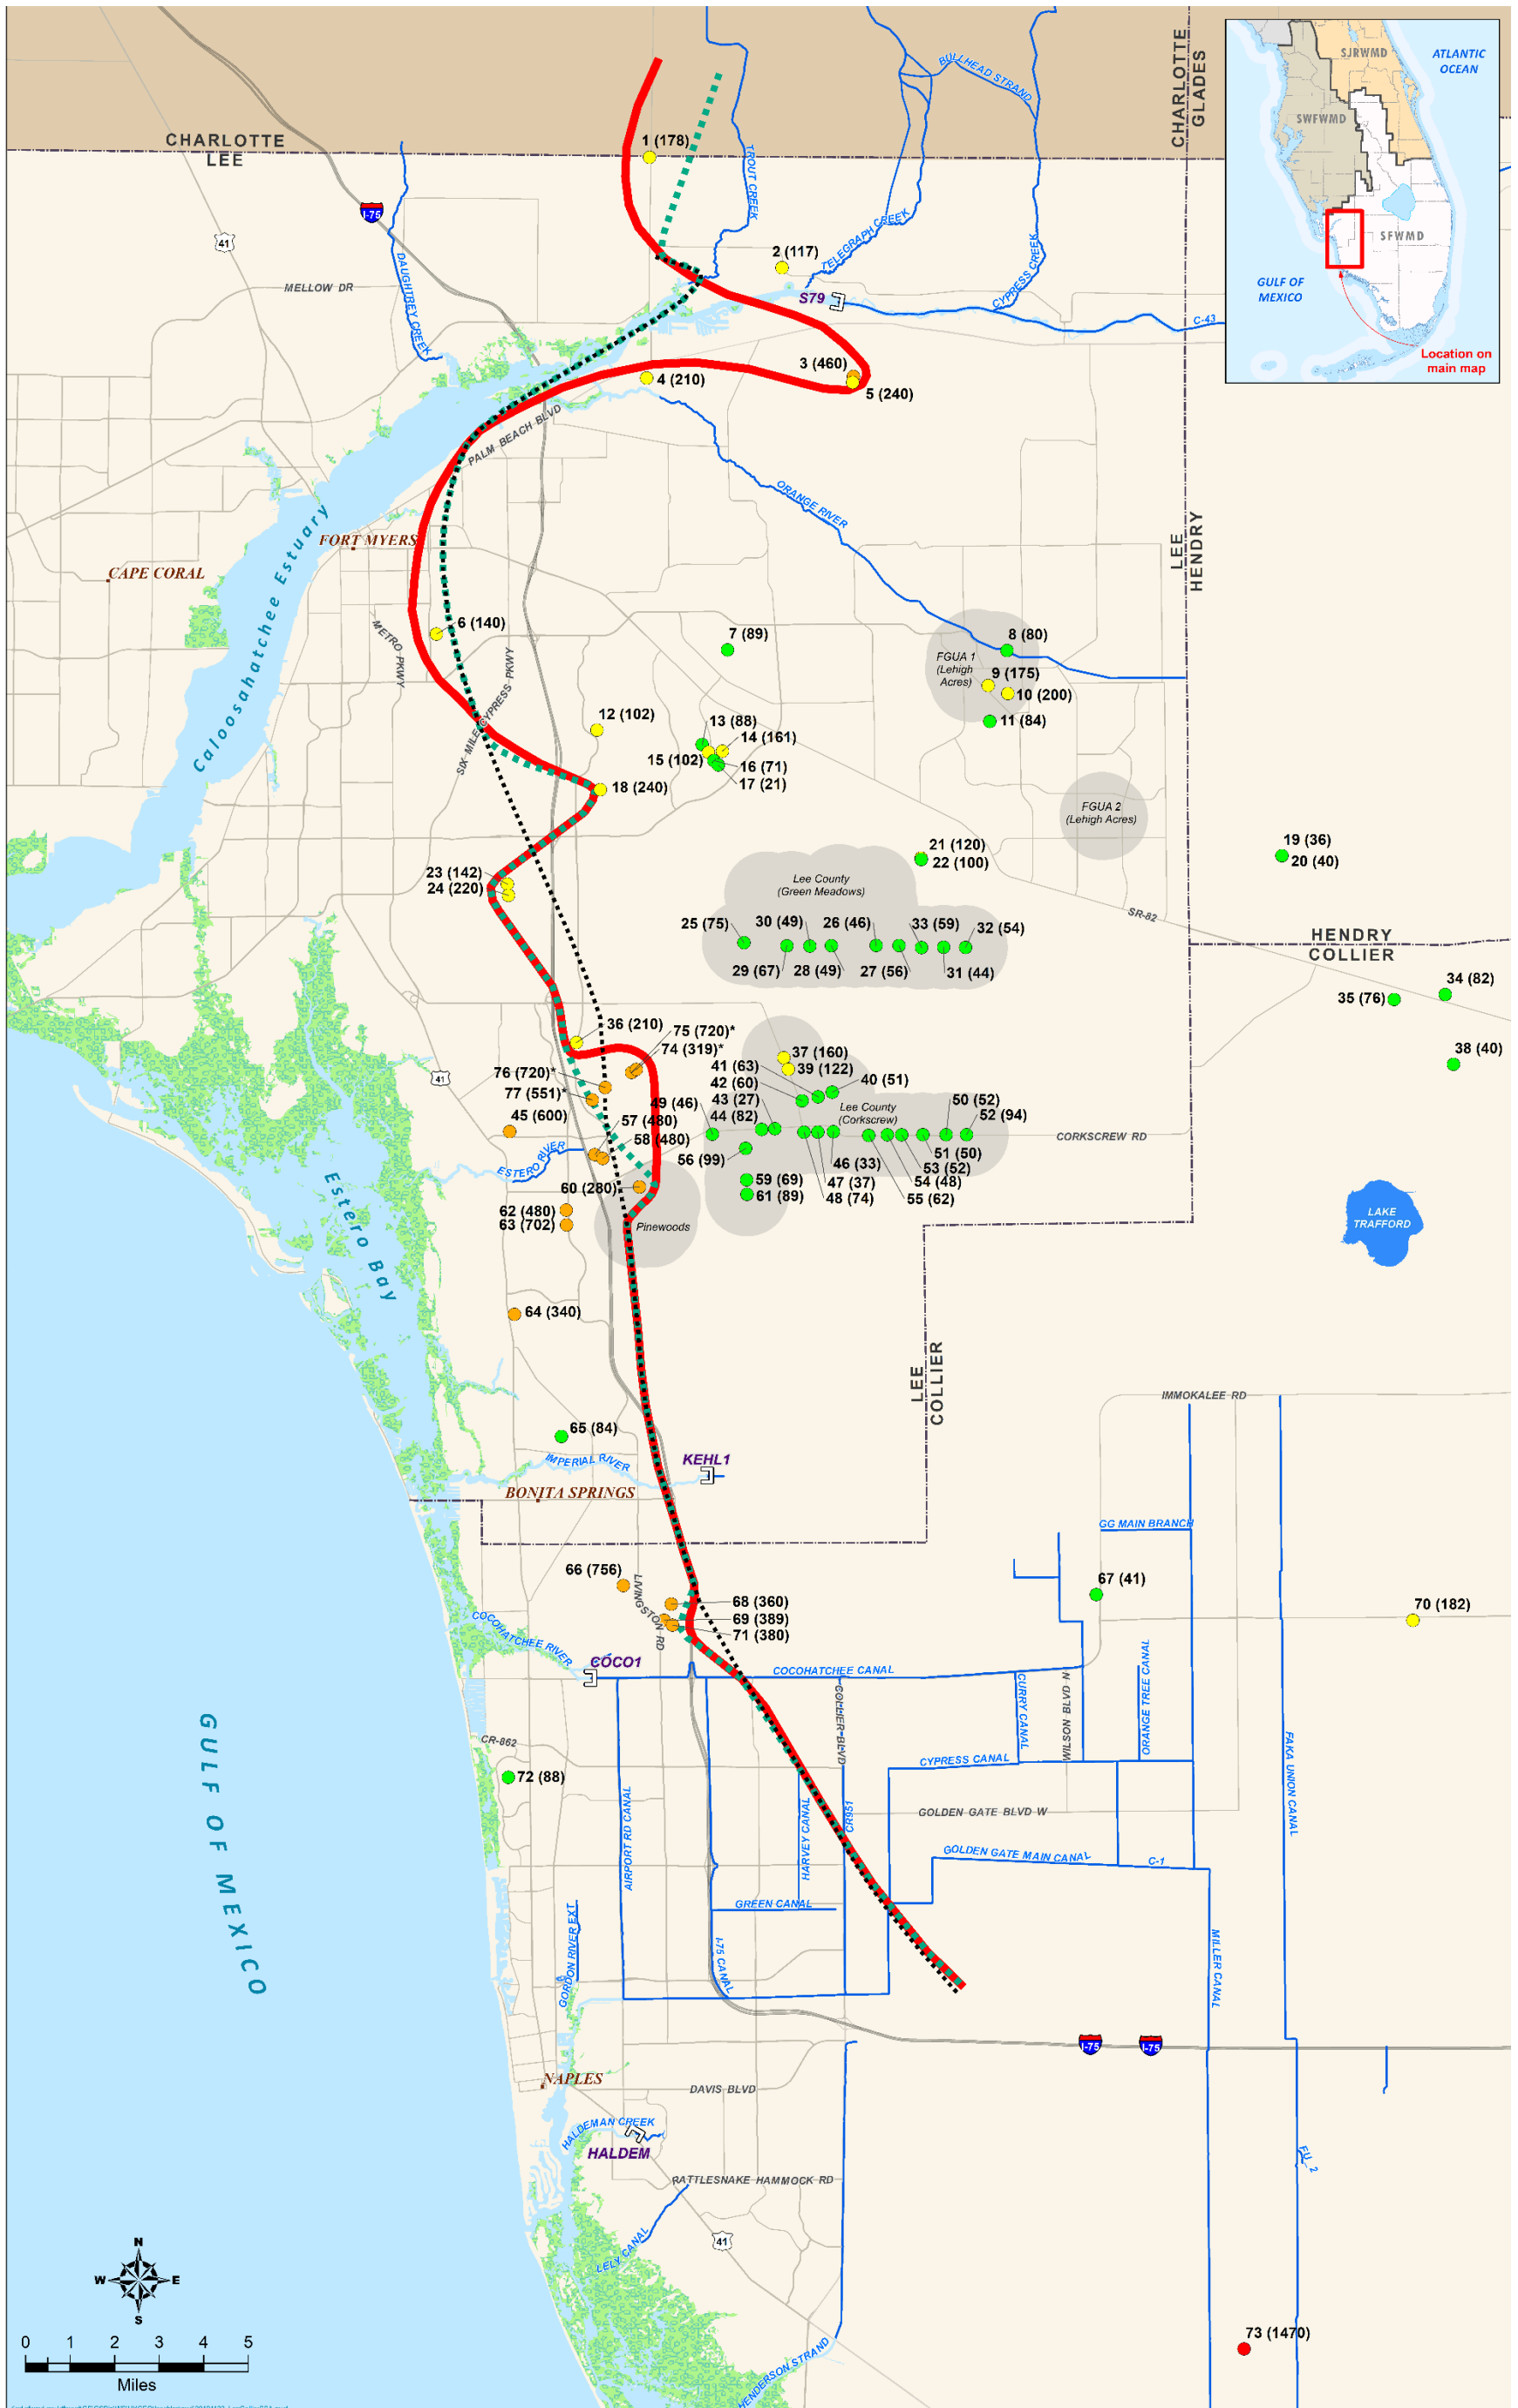 CHARLOTTE
GLADES
BULLHEAD STRAND
SJRWMD
ATLANTIC
OCEAN
SWFWMD
SFWMD
GULF OF
MEXICO
Location on
main map
CHARLOTTE
LEE
1 (178)
TROUT CREEK
I-75
41
DAUGHTREY CREEK
MELLOW DR
2 (117)
TELEGRAPH CREEK
CYPRESS CREEK
S79
C-43
3 (460)
4 (210)
5 (240)
PALM BEACH BLVD
ORANGE RIVER
Caloosahatchee Estuary
FORT MYERS
CAPE CORAL
LEE
HENDRY
METRO PKWY
6 (140)
SIX MILE CYPRESS PKWY
7 (89)
8 (80)
FGUA 1
(Lehigh
Acres)
9 (175)
10 (200)
11 (84)
12 (102)
13 (88)
14 (161)
15 (102)
16 (71)
17 (21)
18 (240)
FGUA 2
(Lehigh Acres)
19 (36)
20 (40)
21 (120)
22 (100)
23 (142)
24 (220)
Lee County
(Green Meadows)
SR-82
25 (75)
30 (49)
26 (46)
33 (59)
32 (54)
29 (67)
28 (49)
27 (56)
31 (44)
HENDRY
COLLIER
34 (82)
35 (76)
36 (210)
75 (720)*
74 (319)*
37 (160)
39 (122)
38 (40)
41
76 (720)*
77 (551)*
41 (63)
42 (60)
40 (51)
43 (27)
49 (46)
44 (82)
Lee County
(Corkscrew)
50 (52)
52 (94)
CORKSCREW RD
45 (600)
57 (480)
58 (480)
ESTERO RIVER
56 (99)
46 (33)
51 (50)
53 (52)
47 (37)
54 (48)
48 (74)
55 (62)
59 (69)
61 (89)
60 (280)
Pinewoods
62 (480)
63 (702)
Estero Bay
LAKE
TRAFFORD
64 (340)
LEE
COLLIER
IMMOKALEE RD
65 (84)
IMPERIAL RIVER
KEHL1
BONITA SPRINGS
GG MAIN BRANCH
66 (756)
LIVINGSTON RD
68 (360)
69 (389)
71 (380)
67 (41)
70 (182)
COCOHATCHEE RIVER
COCO1
COCOHATCHEE CANAL
COLLIER BLVD
CURRY CANAL
WILSON BLVD N
ORANGE TREE CANAL
FAKA UNION CANAL
CR-862
CYPRESS CANAL
72 (88)
GULF OF MEXICO
AIRPORT RD CANAL
HARVEY CANAL
CR951
GOLDEN GATE BLVD W
GOLDEN GATE MAIN CANAL
C-1
GREEN CANAL
GORDON RIVER EXT
I-75 CANAL
MILLER CANAL
I-75
I-75
NAPLES
DAVIS BLVD
HALDEMAN CREEK
HALDEM
FU_2
RATTLESNAKE HAMMOCK RD
41
LELY CANAL
N
W
E
S
73 (1470)
HENDERSON STRAND
0 1 2 3 4 5
Miles